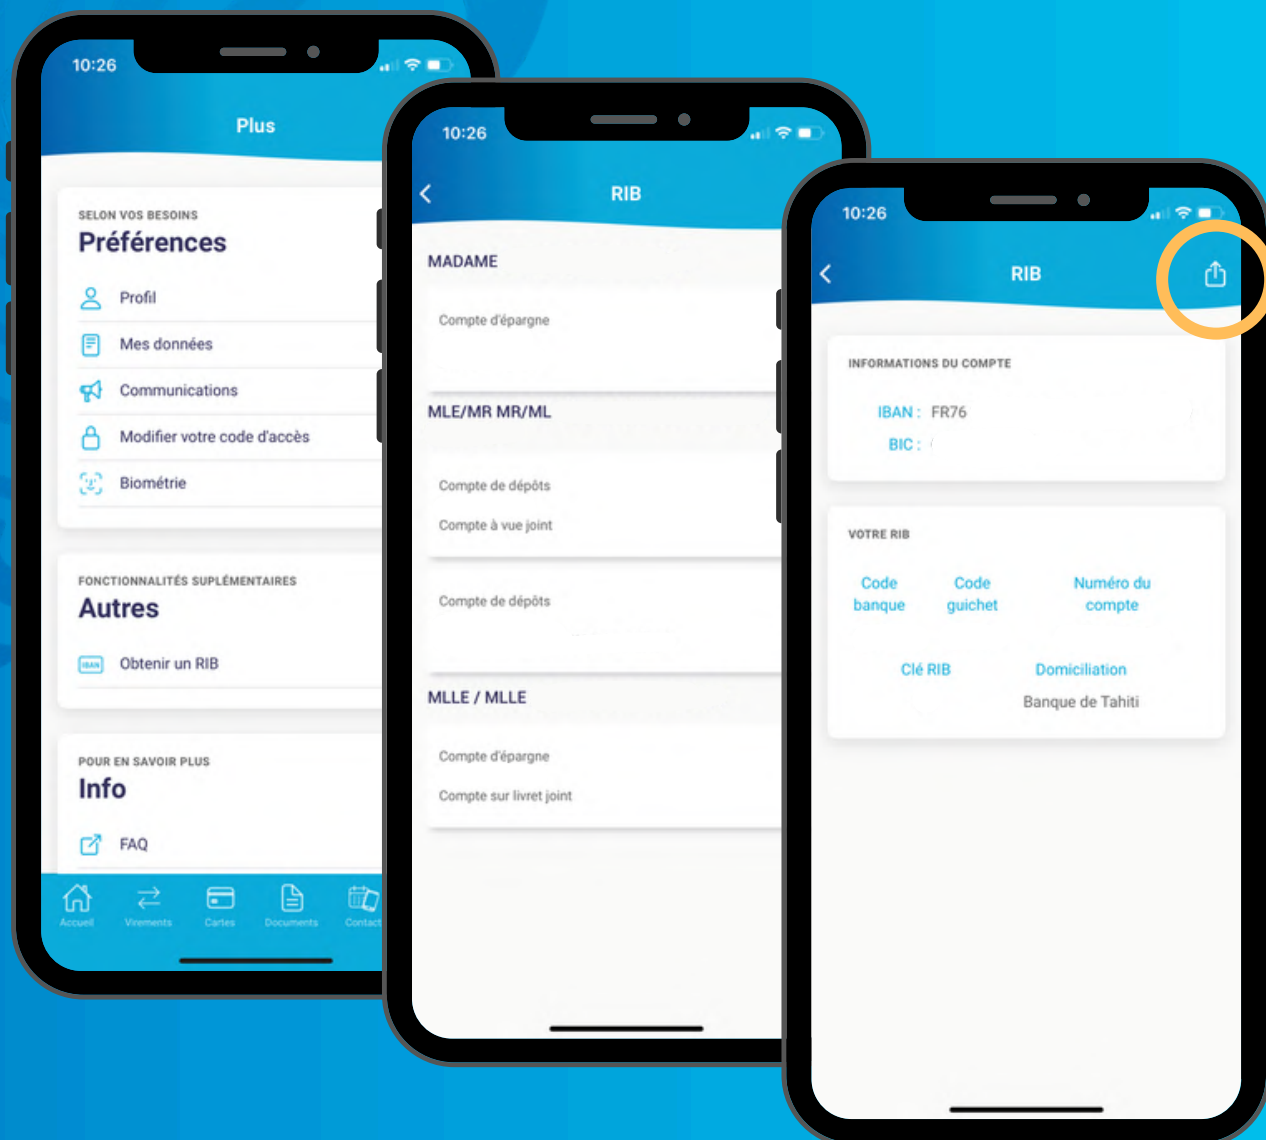 10:26
Plus
SELON VOS BESOINS
Préférences
Profil
Mes données
Communications
Modifier votre code d'accès
Biométrie
FONCTIONNALITÉS SUPLÉMENTAIRES
Autres
IBAN
Obtenir un RIB
POUR EN SAVOIR PLUS
Info
FAQ
Accueil
Virements
Cartes
Documents
Contact
10:26
RIB
MADAME
Compte d'épargne
MLE/MR MR/ML
Compte de dépôts
Compte à vue joint
Compte de dépôts
MLLE / MLLE
Compte d'épargne
Compte sur livret joint
10:26
RIB
INFORMATIONS DU COMPTE
IBAN : FR76
BIC :
VOTRE RIB
Code banque
Code guichet
Numéro du compte
Clé RIB
Domiciliation
Banque de Tahiti